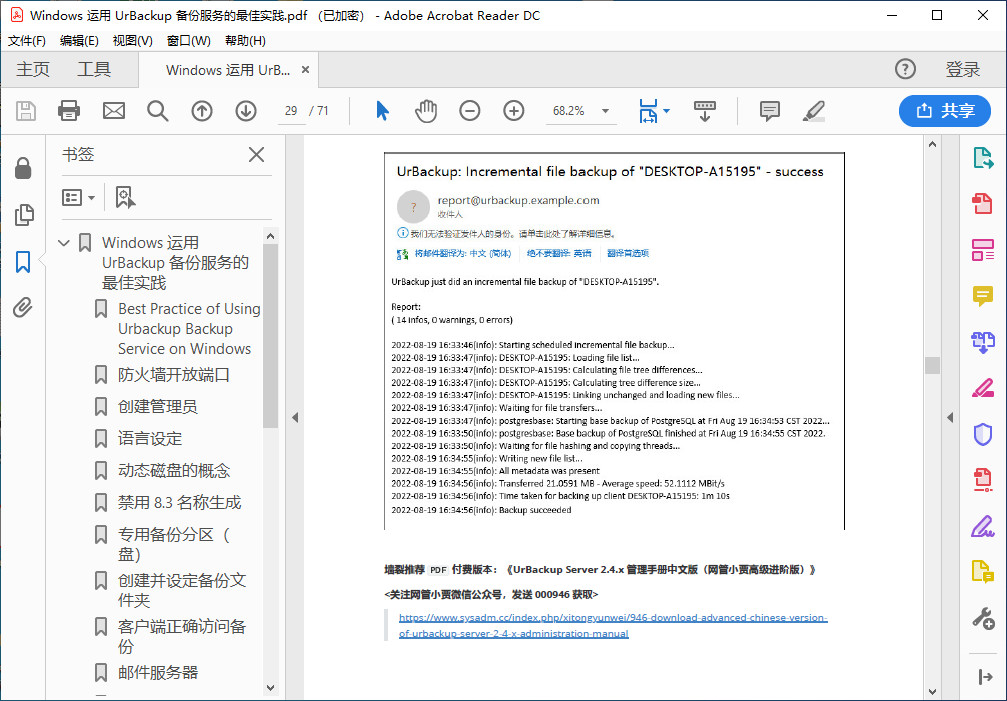 Windows 运用 UrBackup 备份服务的最佳实践.pdf （已加密） - Adobe Acrobat Reader DC
文件(F) 编辑(E) 视图(V) 窗口(W) 帮助(H)
主页 工具 Windows 运用 UrB... × 登录
29 / 71 68.2% 共享
书签
Windows 运用
UrBackup 备份服务的
最佳实践
Best Practice of Using
Urbackup Backup
Service on Windows
防火墙开放端口
创建管理员
语言设定
动态磁盘的概念
禁用 8.3 名称生成
专用备份分区（
盘）
创建并设定备份文
件夹
客户端正确访问备
份
邮件服务器
UrBackup: Incremental file backup of "DESKTOP-A15195" - success
?
report@urbackup.example.com
收件人
我们无法验证发件人的身份。请单击此处了解详细信息。
将邮件翻译为: 中文 (简体) 绝不要翻译: 英语 翻译首选项
UrBackup just did an incremental file backup of "DESKTOP-A15195".
Report:
( 14 infos, 0 warnings, 0 errors)
2022-08-19 16:33:46(info): Starting scheduled incremental file backup...
2022-08-19 16:33:47(info): DESKTOP-A15195: Loading file list...
2022-08-19 16:33:47(info): DESKTOP-A15195: Calculating file tree differences...
2022-08-19 16:33:47(info): DESKTOP-A15195: Calculating tree difference size...
2022-08-19 16:33:47(info): DESKTOP-A15195: Linking unchanged and loading new files...
2022-08-19 16:33:47(info): Waiting for file transfers...
2022-08-19 16:33:47(info): postgresbase: Starting base backup of PostgreSQL at Fri Aug 19 16:34:53 CST 2022...
2022-08-19 16:33:50(info): postgresbase: Base backup of PostgreSQL finished at Fri Aug 19 16:34:55 CST 2022.
2022-08-19 16:33:50(info): Waiting for file hashing and copying threads...
2022-08-19 16:34:55(info): Writing new file list...
2022-08-19 16:34:55(info): All metadata was present
2022-08-19 16:34:56(info): Transferred 21.0591 MB - Average speed: 52.1112 MBit/s
2022-08-19 16:34:56(info): Time taken for backing up client DESKTOP-A15195: 1m 10s
2022-08-19 16:34:56(info): Backup succeeded
墙裂推荐 PDF 付费版本：《UrBackup Server 2.4.x 管理手册中文版（网管小贾高级进阶版）》
<关注网管小贾微信公众号，发送 000946 获取>
https://www.sysadm.cc/index.php/xitongyunwei/946-download-advanced-chinese-version-
of-urbackup-server-2-4-x-administration-manual